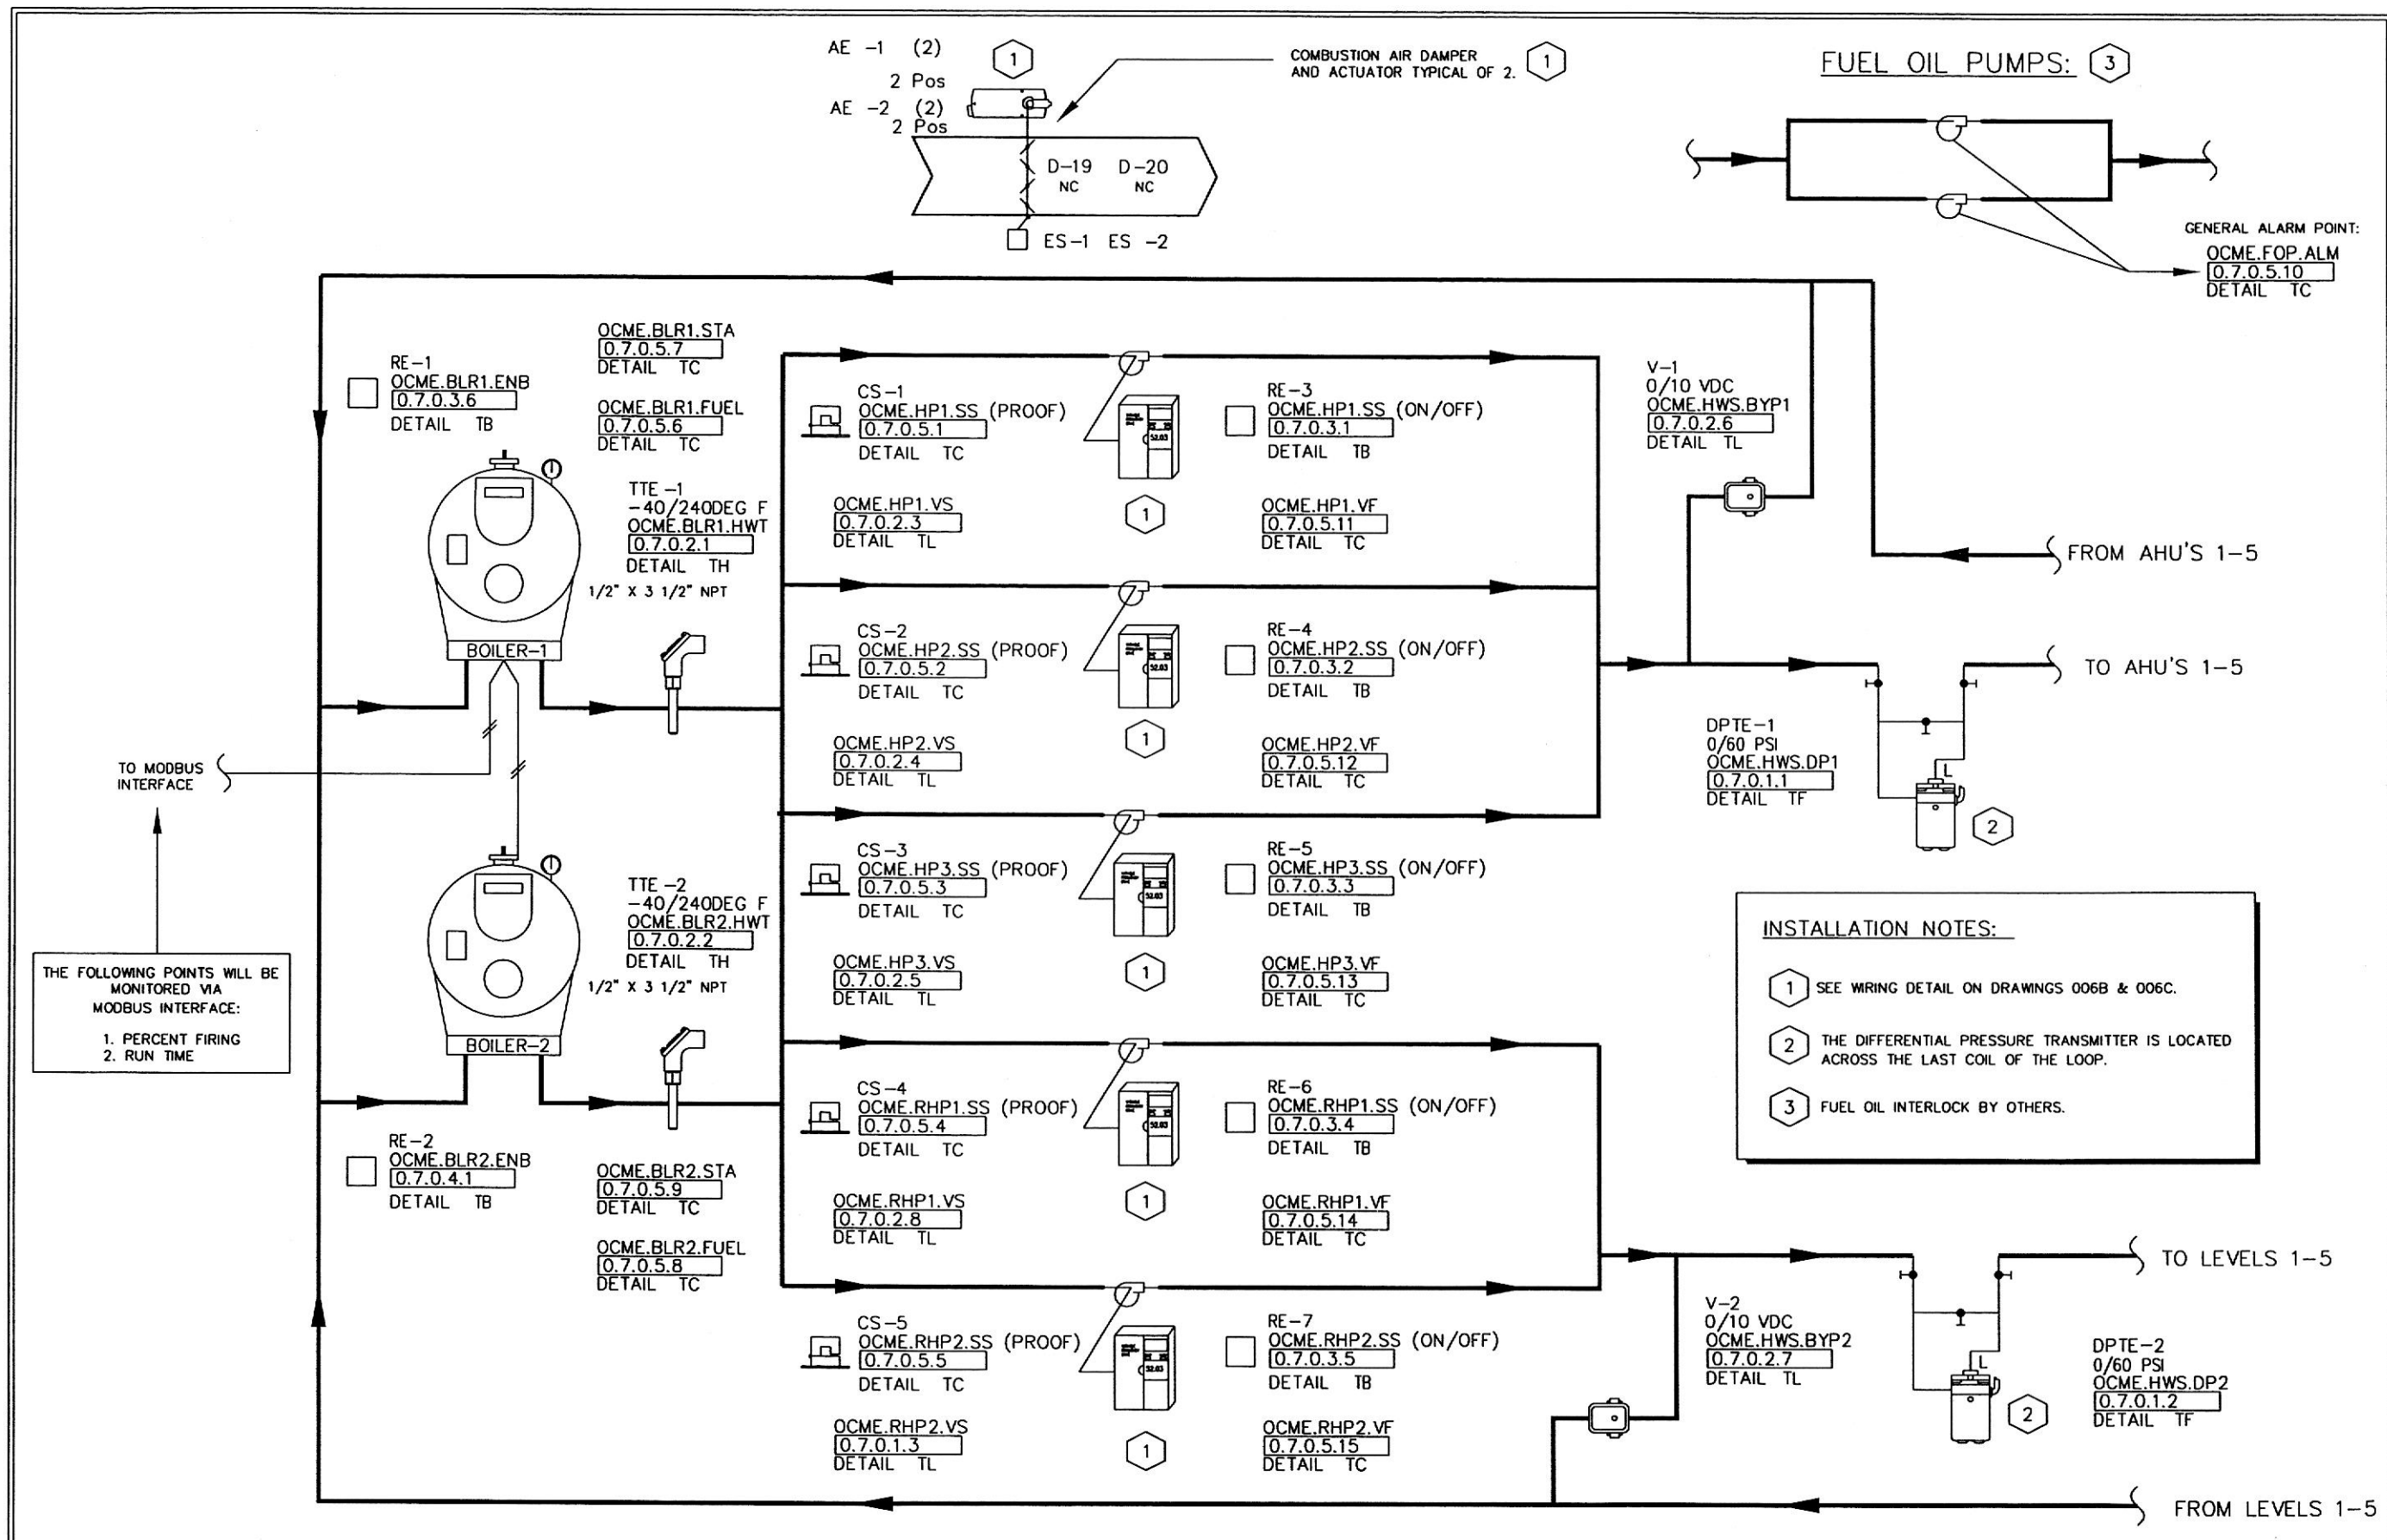 AE -1 (2)
2 Pos
AE -2 (2)
2 Pos
1
COMBUSTION AIR DAMPER
AND ACTUATOR TYPICAL OF 2.
1
D-19 D-20
NC NC
ES-1 ES -2
FUEL OIL PUMPS: 3
GENERAL ALARM POINT:
OCME.FOP.ALM
0.7.0.5.10
DETAIL TC
RE-1
OCME.BLR1.ENB
0.7.0.3.6
DETAIL TB
OCME.BLR1.STA
0.7.0.5.7
DETAIL TC
OCME.BLR1.FUEL
0.7.0.5.6
DETAIL TC
TTE -1
-40/240DEG F
OCME.BLR1.HWT
0.7.0.2.1
DETAIL TH
1/2" X 3 1/2" NPT
BOILER-1
CS-1
OCME.HP1.SS (PROOF)
0.7.0.5.1
DETAIL TC
OCME.HP1.VS
0.7.0.2.3
DETAIL TL
52.03
1
RE-3
OCME.HP1.SS (ON/OFF)
0.7.0.3.1
DETAIL TB
OCME.HP1.VF
0.7.0.5.11
DETAIL TC
V-1
0/10 VDC
OCME.HWS.BYP1
0.7.0.2.6
DETAIL TL
FROM AHU'S 1-5
CS-2
OCME.HP2.SS (PROOF)
0.7.0.5.2
DETAIL TC
OCME.HP2.VS
0.7.0.2.4
DETAIL TL
52.03
1
RE-4
OCME.HP2.SS (ON/OFF)
0.7.0.3.2
DETAIL TB
OCME.HP2.VF
0.7.0.5.12
DETAIL TC
TO AHU'S 1-5
DPTE-1
0/60 PSI
OCME.HWS.DP1
0.7.0.1.1
DETAIL TF
L
2
TO MODBUS
INTERFACE
THE FOLLOWING POINTS WILL BE
MONITORED VIA
MODBUS INTERFACE:
1. PERCENT FIRING
2. RUN TIME
TTE -2
-40/240DEG F
OCME.BLR2.HWT
0.7.0.2.2
DETAIL TH
1/2" X 3 1/2" NPT
BOILER-2
CS-3
OCME.HP3.SS (PROOF)
0.7.0.5.3
DETAIL TC
OCME.HP3.VS
0.7.0.2.5
DETAIL TL
52.03
1
RE-5
OCME.HP3.SS (ON/OFF)
0.7.0.3.3
DETAIL TB
OCME.HP3.VF
0.7.0.5.13
DETAIL TC
INSTALLATION NOTES:
1 SEE WIRING DETAIL ON DRAWINGS 006B & 006C.
2 THE DIFFERENTIAL PRESSURE TRANSMITTER IS LOCATED
ACROSS THE LAST COIL OF THE LOOP.
3 FUEL OIL INTERLOCK BY OTHERS.
RE-2
OCME.BLR2.ENB
0.7.0.4.1
DETAIL TB
OCME.BLR2.STA
0.7.0.5.9
DETAIL TC
OCME.BLR2.FUEL
0.7.0.5.8
DETAIL TC
CS-4
OCME.RHP1.SS (PROOF)
0.7.0.5.4
DETAIL TC
OCME.RHP1.VS
0.7.0.2.8
DETAIL TL
52.03
1
RE-6
OCME.RHP1.SS (ON/OFF)
0.7.0.3.4
DETAIL TB
OCME.RHP1.VF
0.7.0.5.14
DETAIL TC
TO LEVELS 1-5
CS-5
OCME.RHP2.SS (PROOF)
0.7.0.5.5
DETAIL TC
OCME.RHP2.VS
0.7.0.1.3
DETAIL TL
52.03
1
RE-7
OCME.RHP2.SS (ON/OFF)
0.7.0.3.5
DETAIL TB
OCME.RHP2.VF
0.7.0.5.15
DETAIL TC
V-2
0/10 VDC
OCME.HWS.BYP2
0.7.0.2.7
DETAIL TL
L
2
DPTE-2
0/60 PSI
OCME.HWS.DP2
0.7.0.1.2
DETAIL TF
FROM LEVELS 1-5